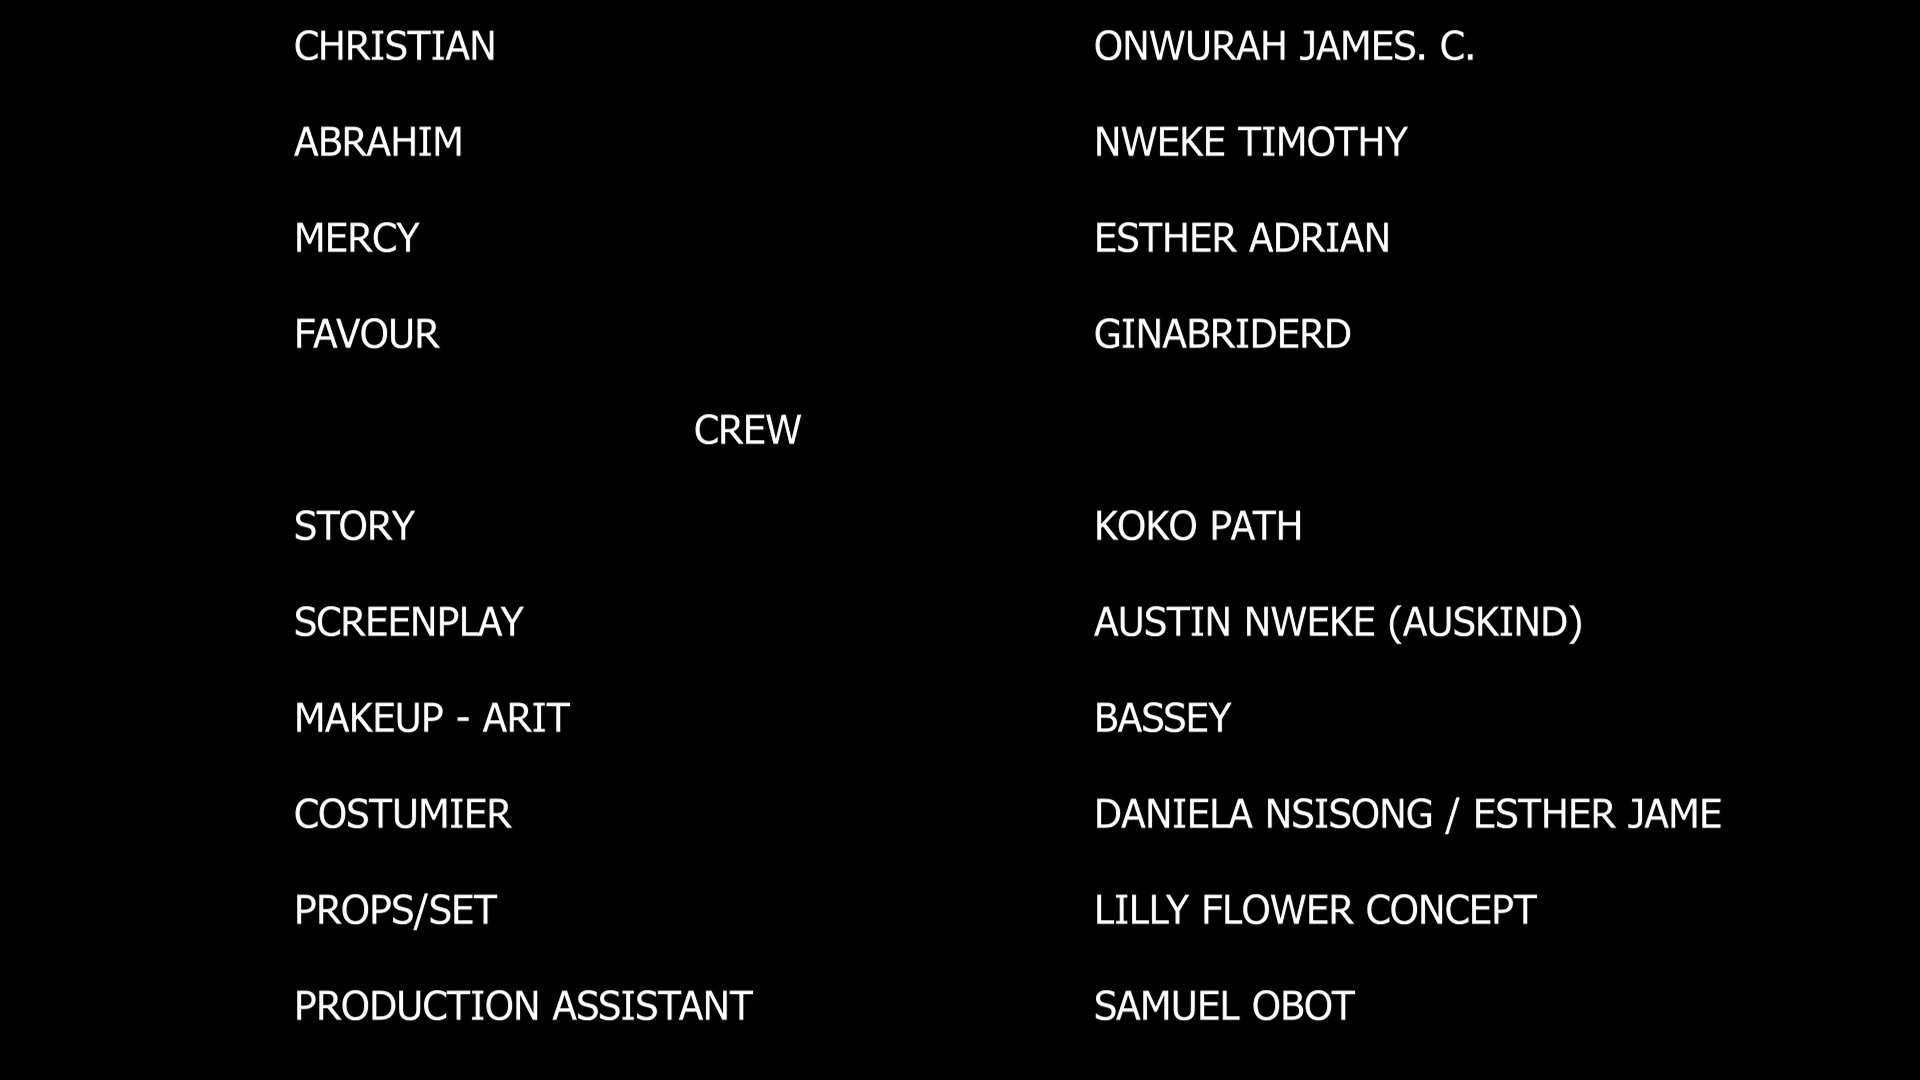 CHRISTIAN ONWURAH JAMES. C.
ABRAHIM NWEKE TIMOTHY
MERCY ESTHER ADRIAN
FAVOUR GINABRIDERD
CREW
STORY KOKO PATH
SCREENPLAY AUSTIN NWEKE (AUSKIND)
MAKEUP - ARIT BASSEY
COSTUMIER DANIELA NSISONG / ESTHER JAME
PROPS/SET LILLY FLOWER CONCEPT
PRODUCTION ASSISTANT SAMUEL OBOT